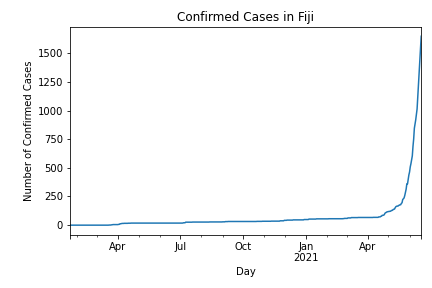 Confirmed Cases in Fiji
Number of Confirmed Cases
1500
1250
1000
750
500
250
0
Apr Jul Oct Jan Apr
2021
Day